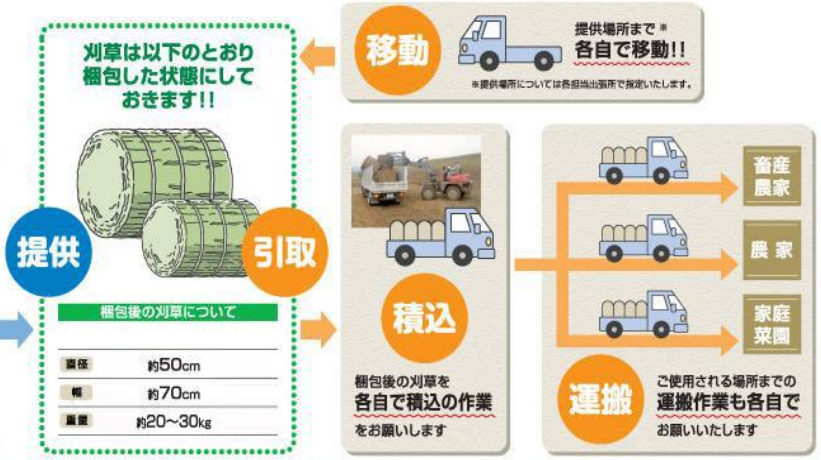 刈草は以下のとおり
梱包した状態にして
おきます!!
提供
引取
梱包後の刈草について
直径 約50cm
幅 約70cm
重量 約20〜30kg
移動
提供場所まで※
各自で移動!!
※提供場所については各担当出張所で指定いたします。
積込
梱包後の刈草を
各自で積込の作業
をお願いします
畜産
農家
農家
家庭
菜園
運搬
ご使用される場所までの
運搬作業も各自で
お願いいたします